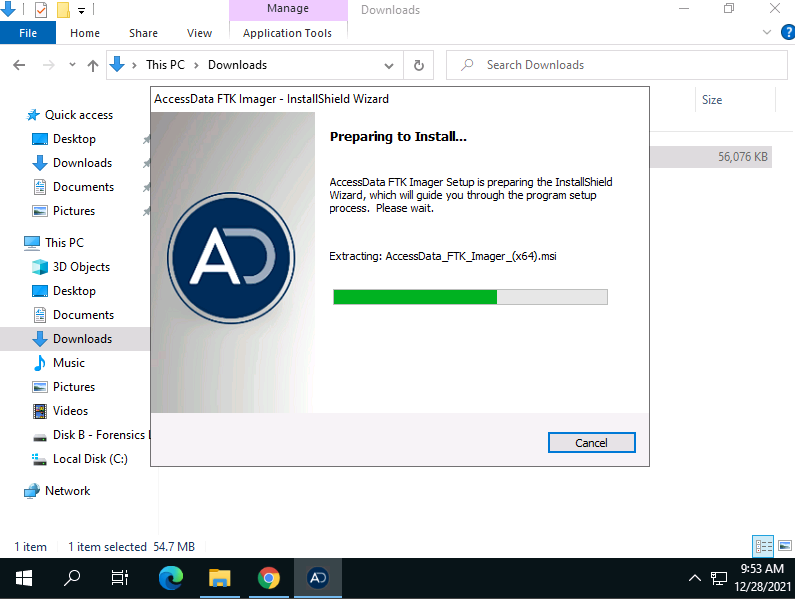 Manage
Downloads
File
Home
Share
View
Application Tools
This PC
Downloads
Search Downloads
Size
56,076 KB
Quick access
Desktop
Downloads
Documents
Pictures
This PC
3D Objects
Desktop
Documents
Downloads
Music
Pictures
Videos
Disk B - Forensics
Local Disk (C:)
Network
AccessData FTK Imager - InstallShield Wizard
AD
Preparing to Install...
AccessData FTK Imager Setup is preparing the InstallShield
Wizard, which will guide you through the program setup
process. Please wait.
Extracting: AccessData_FTK_Imager_(x64).msi
Cancel
1 item
1 item selected 54.7 MB
AD
9:53 AM
12/28/2021